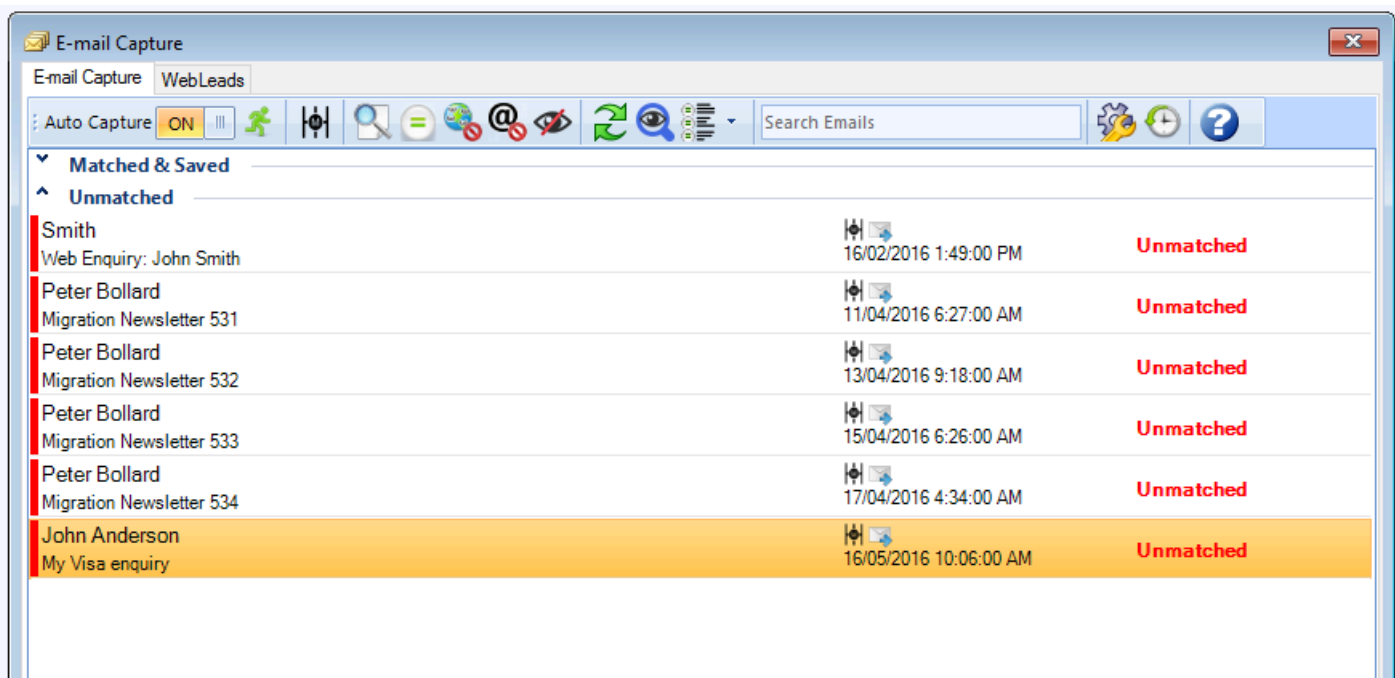 E-mail Capture
E-mail Capture WebLeads
Auto Capture ON Search Emails
Matched & Saved
Unmatched
Smith
Web Enquiry: John Smith
16/02/2016 1:49:00 PM
Unmatched
Peter Bollard
Migration Newsletter 531
11/04/2016 6:27:00 AM
Unmatched
Peter Bollard
Migration Newsletter 532
13/04/2016 9:18:00 AM
Unmatched
Peter Bollard
Migration Newsletter 533
15/04/2016 6:26:00 AM
Unmatched
Peter Bollard
Migration Newsletter 534
17/04/2016 4:34:00 AM
Unmatched
John Anderson
My Visa enquiry
16/05/2016 10:06:00 AM
Unmatched